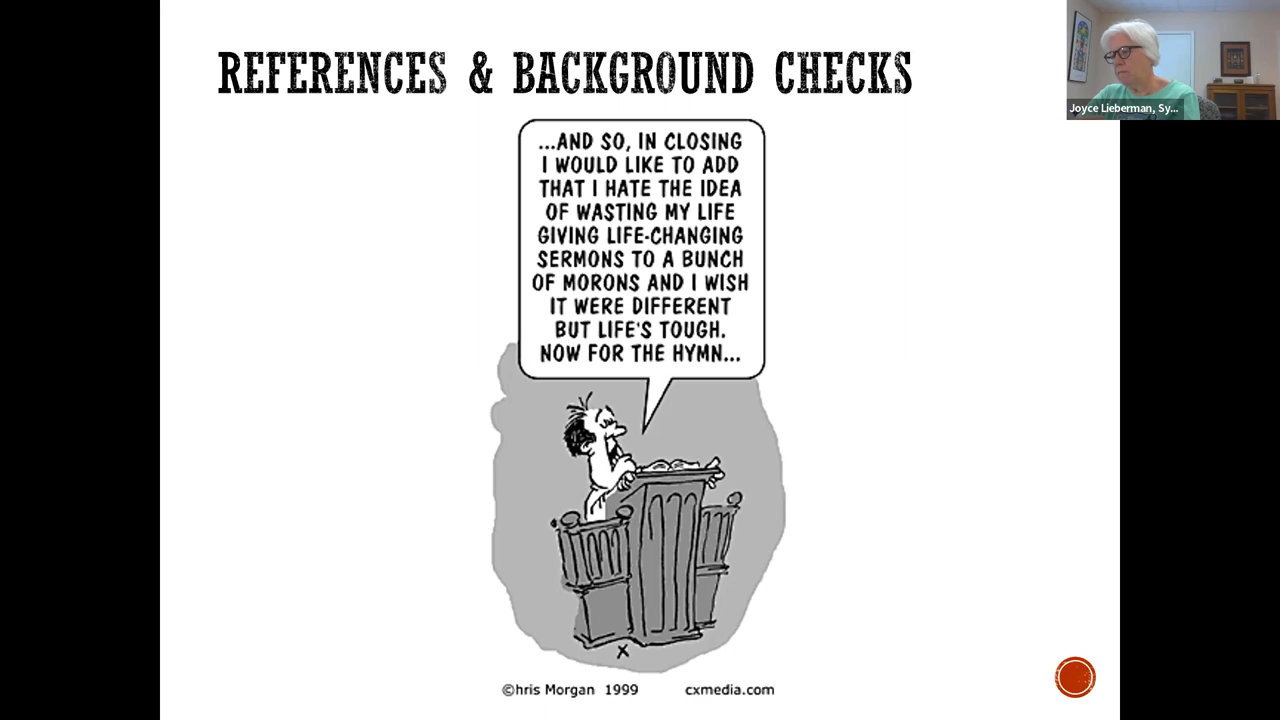 REFERENCES & BACKGROUND CHECKS
...AND SO, IN CLOSING
I WOULD LIKE TO ADD
THAT I HATE THE IDEA
OF WASTING MY LIFE
GIVING LIFE-CHANGING
SERMONS TO A BUNCH
OF MORONS AND I WISH
IT WERE DIFFERENT
BUT LIFE'S TOUGH.
NOW FOR THE HYMN...
©hris Morgan 1999 cxmedia.com
Joyce Lieberman, Sy...